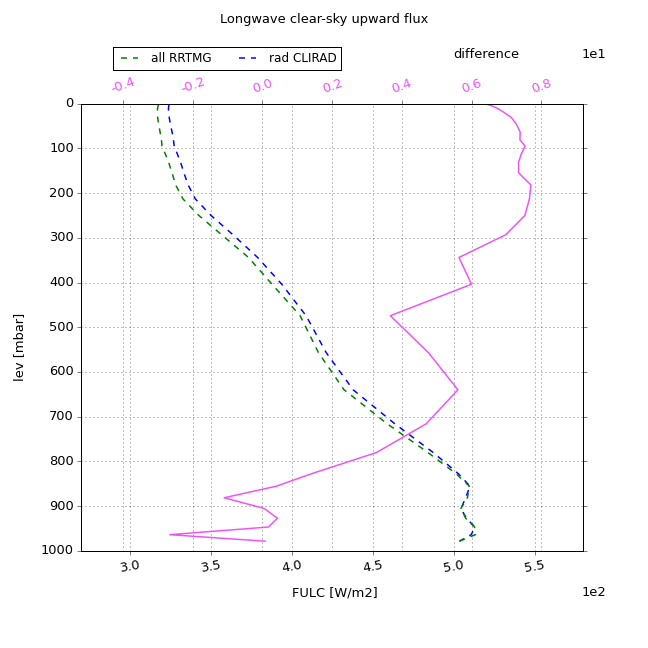 Longwave clear-sky upward flux
all RRTMG rad CLIRAD difference 1e1
-0.4 -0.2 0.0 0.2 0.4 0.6 0.8
0
100
200
300
400
500
600
700
800
900
1000
lev [mbar]
3.0 3.5 4.0 4.5 5.0 5.5
FULC [W/m2] 1e2